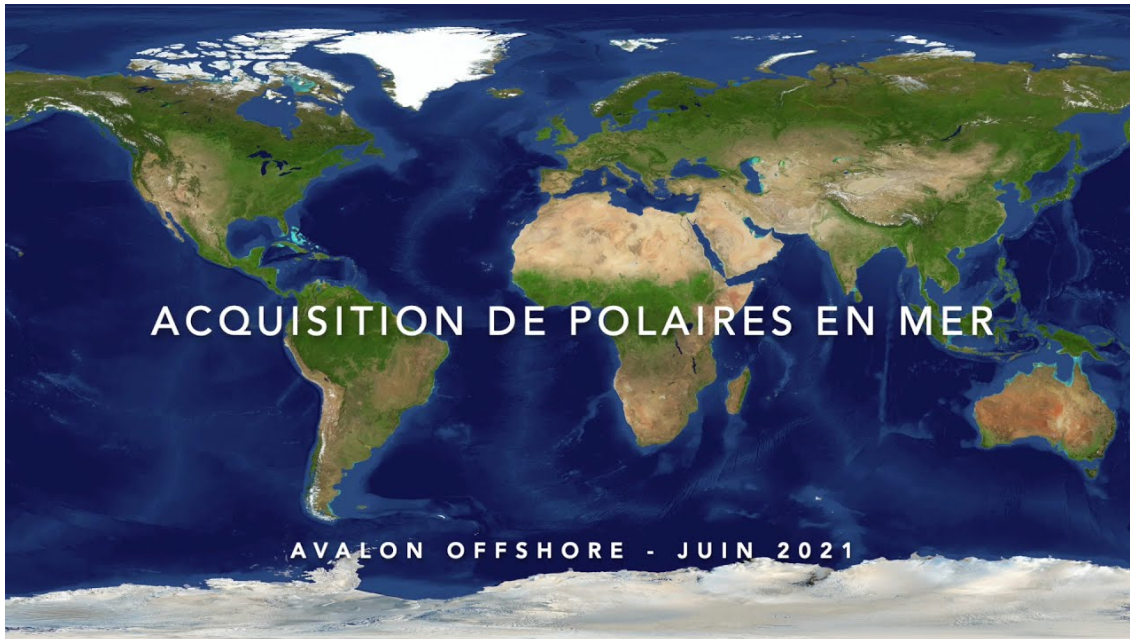 ACQUISITION DE POLAIRES EN MER
AVALON OFFSHORE - JUIN 2021